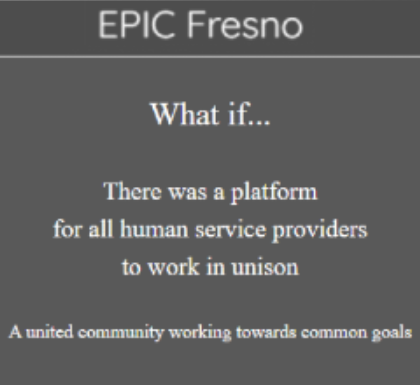 EPIC Fresno
What if...
There was a platform
for all human service providers
to work in unison
A united community working towards common goals